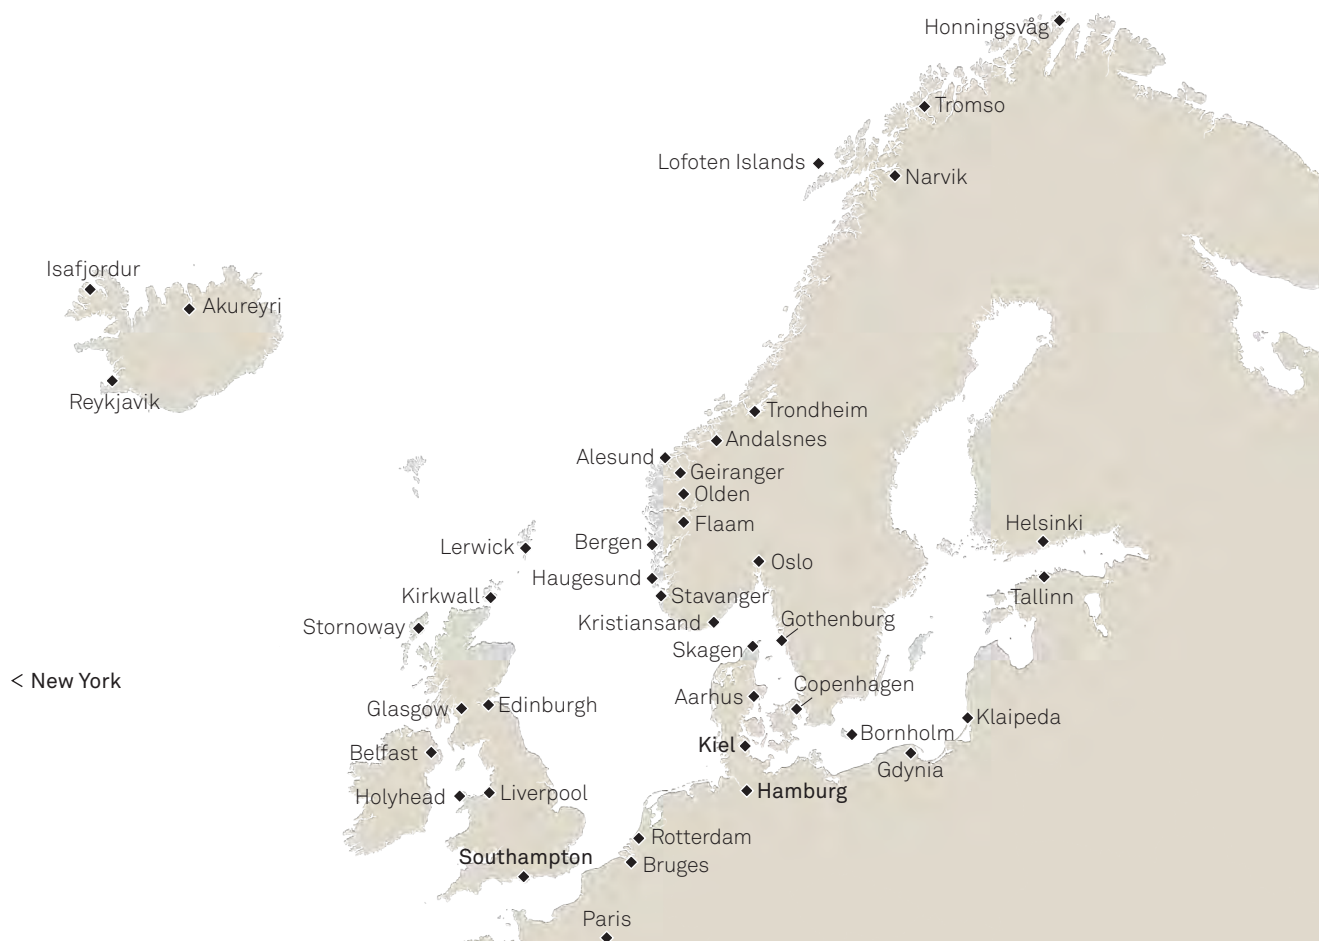 Honningsvåg
Tromso
Lofoten Islands
Narvik
Isafjordur
Akureyri
Reykjavik
Trondheim
Andalsnes
Alesund
Geiranger
Olden
Flaam
Helsinki
Bergen
Lerwick
Oslo
Haugesund
Kirkwall
Stavanger
Tallinn
Gothenburg
Kristiansand
Stornoway
Skagen
< New York
Copenhagen
Aarhus
Edinburgh
Glasgow
Klaipeda
Bornholm
Kiel
Belfast
Gdynia
Hamburg
Liverpool
Holyhead
Rotterdam
Southampton
Bruges
Paris